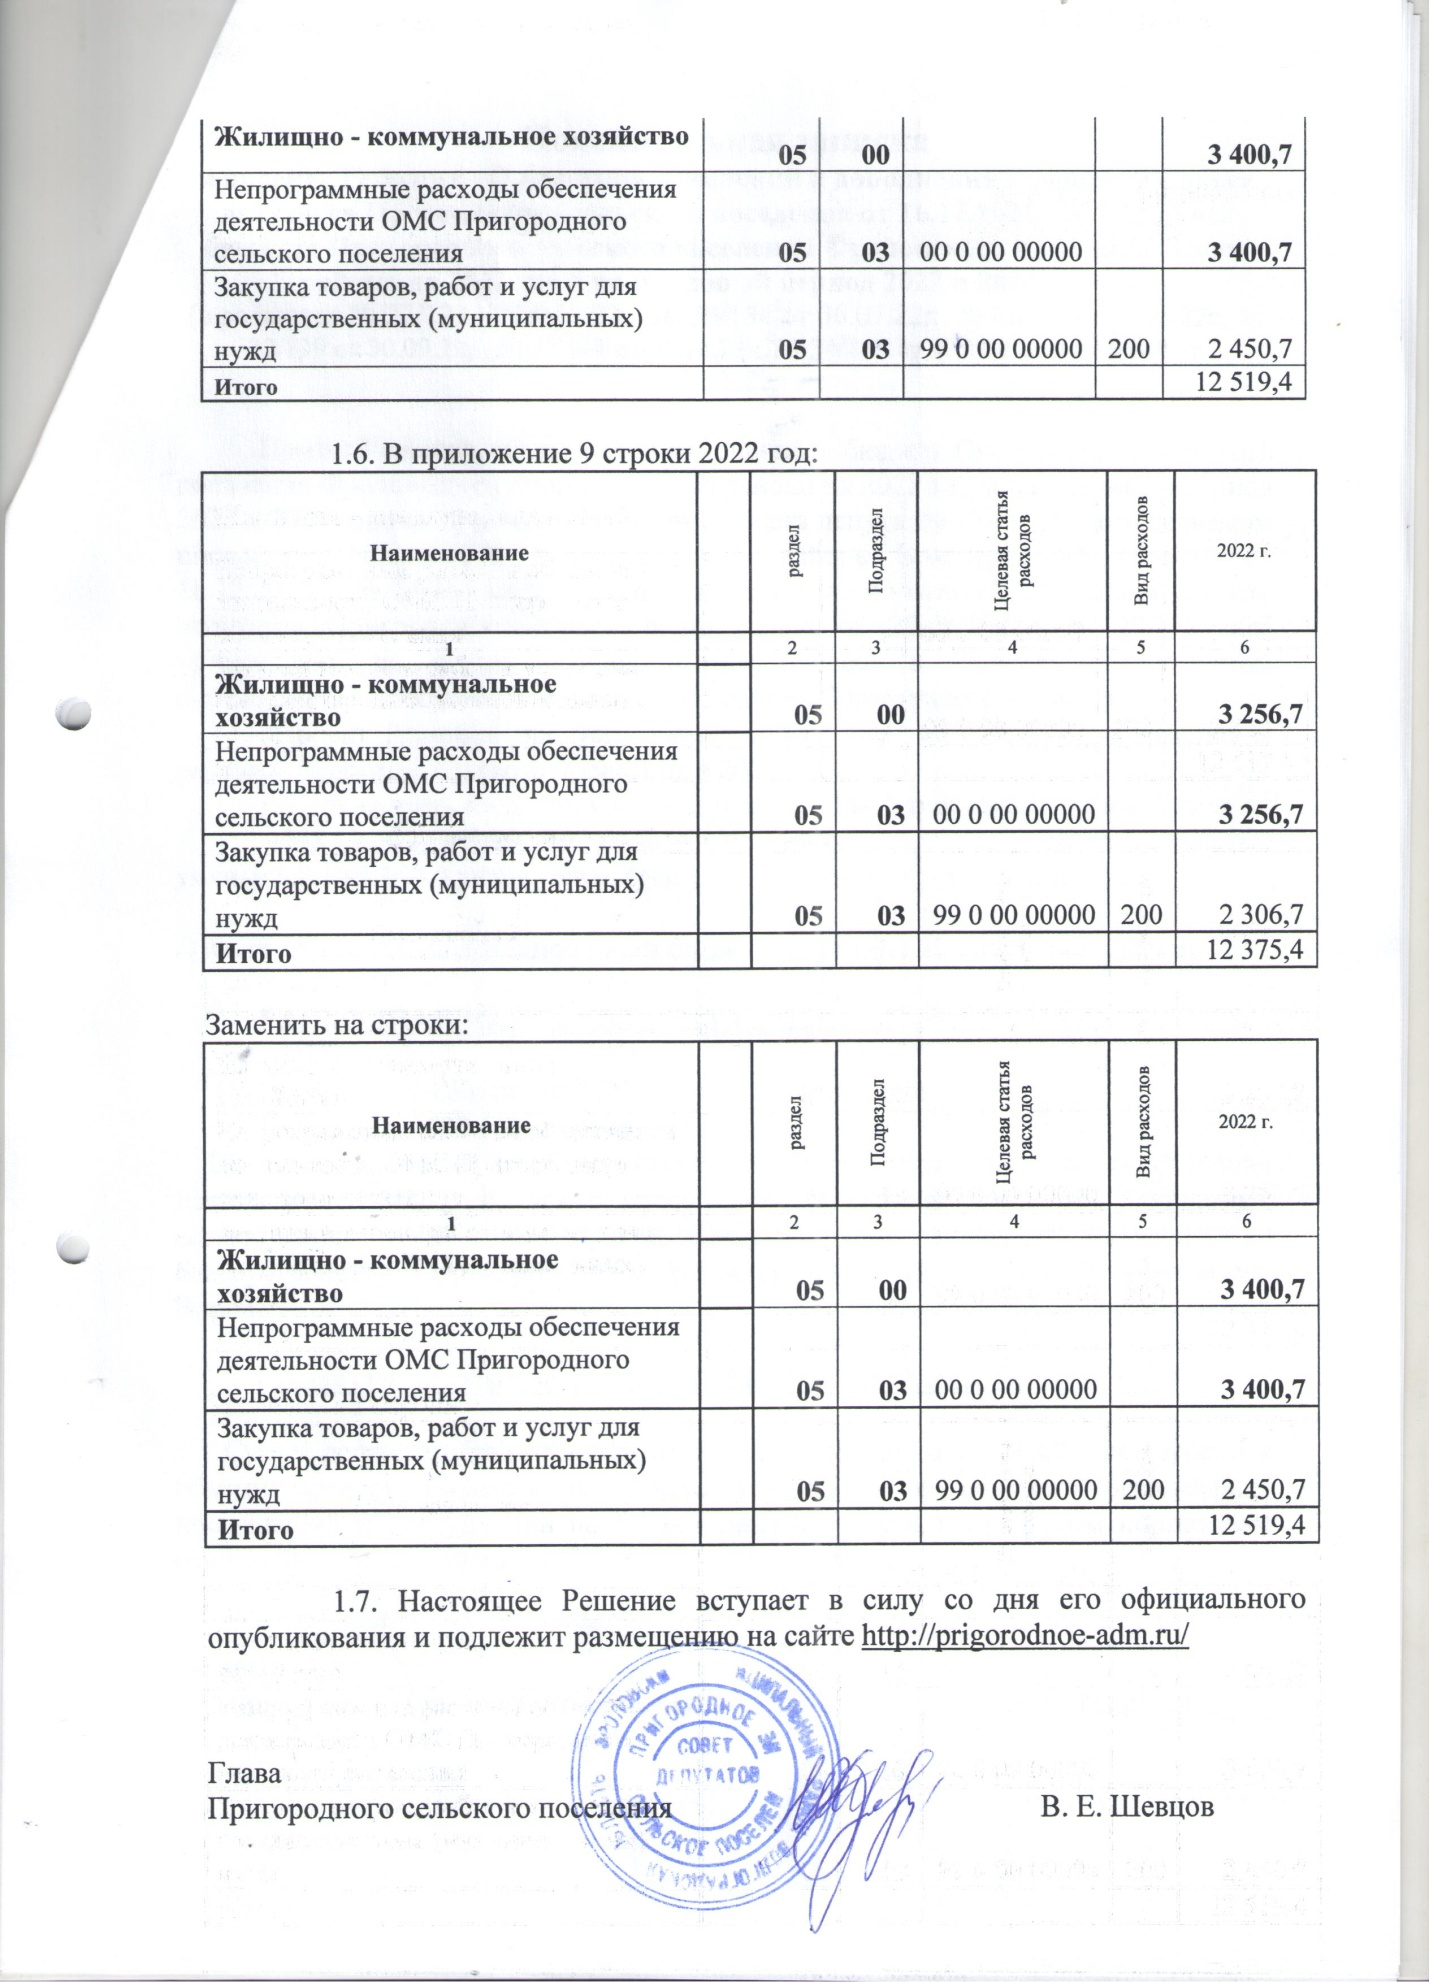 Жилищно - коммунальное хозяйство 05 00 3 400,7
Непрограммные расходы обеспечения
деятельности ОМС Пригородного
сельского поселения 05 03 00 0 00 00000 3 400,7
Закупка товаров, работ и услуг для
государственных (муниципальных)
нужд 05 03 99 0 00 00000 200 2 450,7
Итого 12 519,4
1.6. В приложение 9 строки 2022 год:
Наименование раздел Подраздел Целевая статья расходов Вид расходов 2022 г.
1 2 3 4 5 6
Жилищно - коммунальное
хозяйство 05 00 3 256,7
Непрограммные расходы обеспечения
деятельности ОМС Пригородного
сельского поселения 05 03 00 0 00 00000 3 256,7
Закупка товаров, работ и услуг для
государственных (муниципальных)
нужд 05 03 99 0 00 00000 200 2 306,7
Итого 12 375,4
Заменить на строки:
Наименование раздел Подраздел Целевая статья расходов Вид расходов 2022 г.
1 2 3 4 5 6
Жилищно - коммунальное
хозяйство 05 00 3 400,7
Непрограммные расходы обеспечения
деятельности ОМС Пригородного
сельского поселения 05 03 00 0 00 00000 3 400,7
Закупка товаров, работ и услуг для
государственных (муниципальных)
нужд 05 03 99 0 00 00000 200 2 450,7
Итого 12 519,4
1.7. Настоящее Решение вступает в силу со дня его официального
опубликования и подлежит размещению на сайте http://prigorodnoe-adm.ru/
ПРИГОРОДНОЕ
СОВЕТ
ДЕПУТАТОВ
Глава
Пригородного сельского поселения В. Е. Шевцов